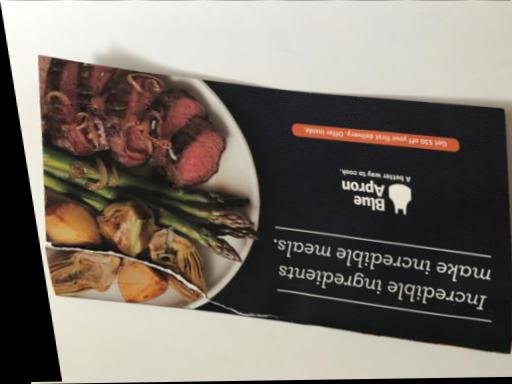 Incredible ingredients
make incredible meals.
Blue
Apron
A better way to cook.
Get $30 off your first delivery. Offer inside.